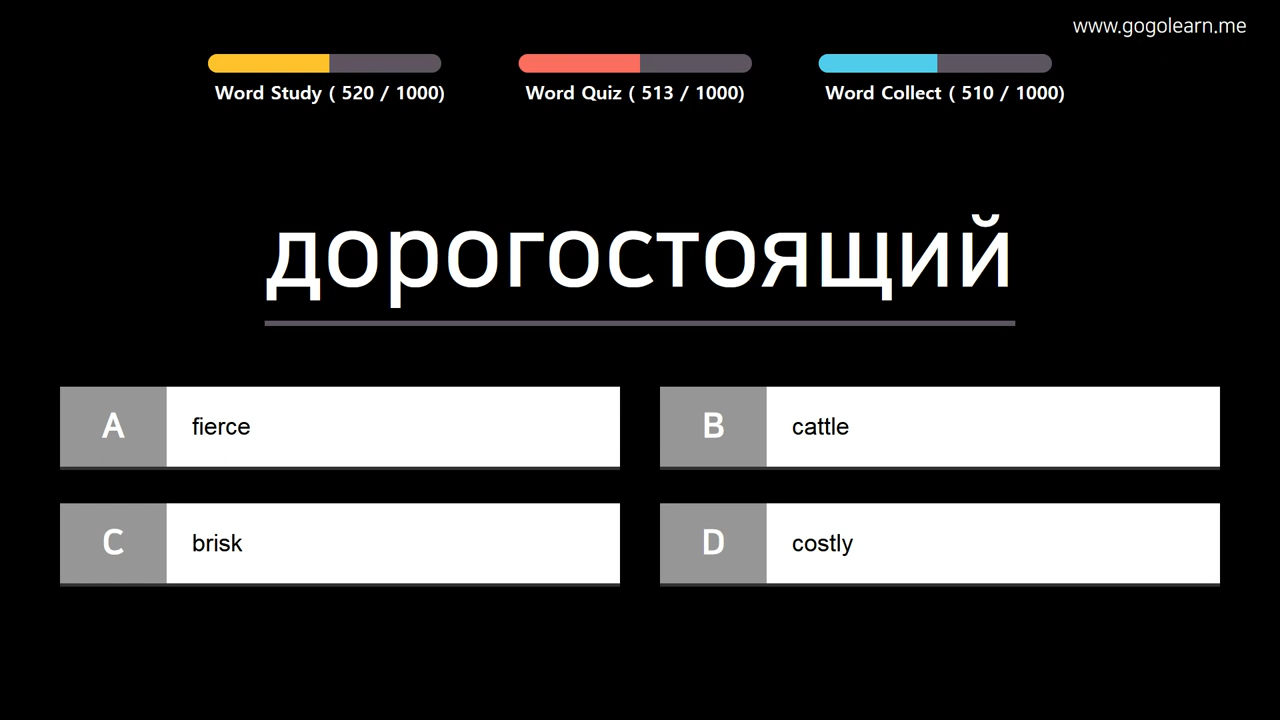 www.gogolearn.me
Word Study ( 520 / 1000)
Word Quiz ( 513 / 1000)
Word Collect ( 510 / 1000)
дорогостоящий
A fierce
B cattle
C brisk
D costly